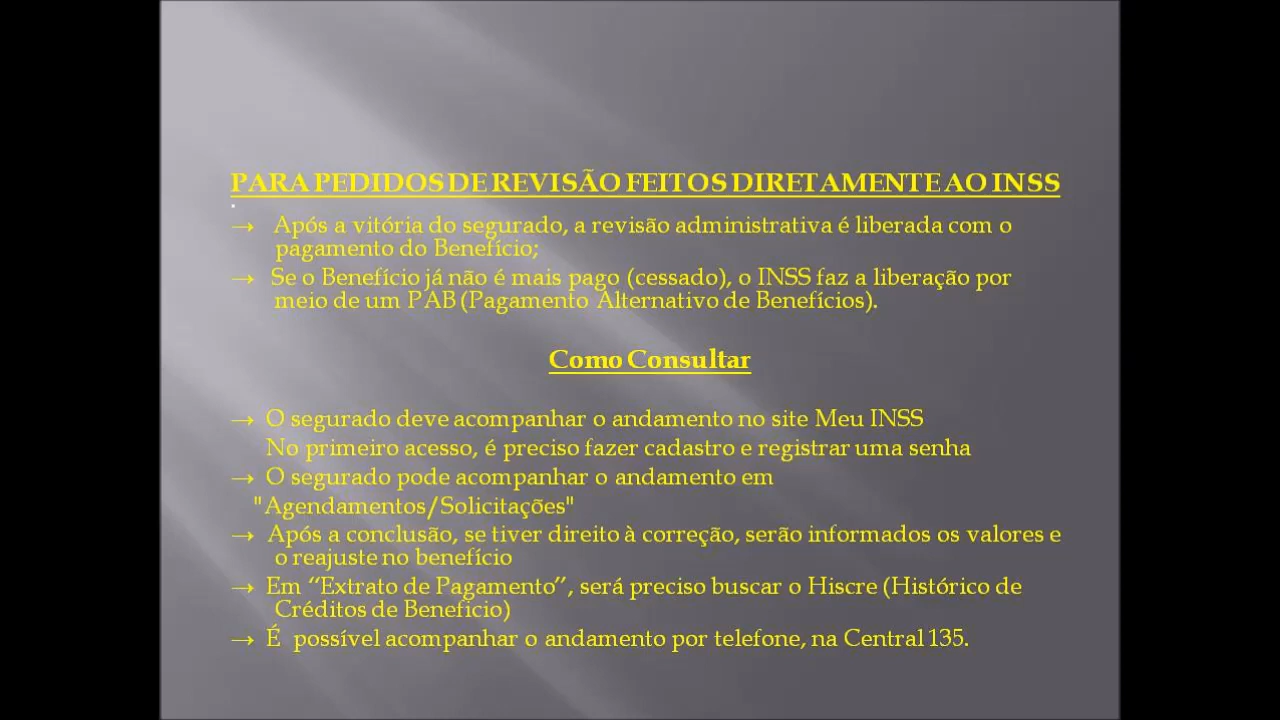 PARA PEDIDOS DE REVISÃO FEITOS DIRETAMENTE AO INSS
→ Após a vitória do segurado, a revisão administrativa é liberada com o
pagamento do Benefício;
→ Se o Benefício já não é mais pago (cessado), o INSS faz a liberação por
meio de um PAB (Pagamento Alternativo de Benefícios).
Como Consultar
→ O segurado deve acompanhar o andamento no site Meu INSS
No primeiro acesso, é preciso fazer cadastro e registrar uma senha
→ O segurado pode acompanhar o andamento em
"Agendamentos/Solicitações"
→ Após a conclusão, se tiver direito à correção, serão informados os valores e
o reajuste no benefício
→ Em “Extrato de Pagamento”, será preciso buscar o Hiscre (Histórico de
Créditos de Beneficio)
→ É possível acompanhar o andamento por telefone, na Central 135.